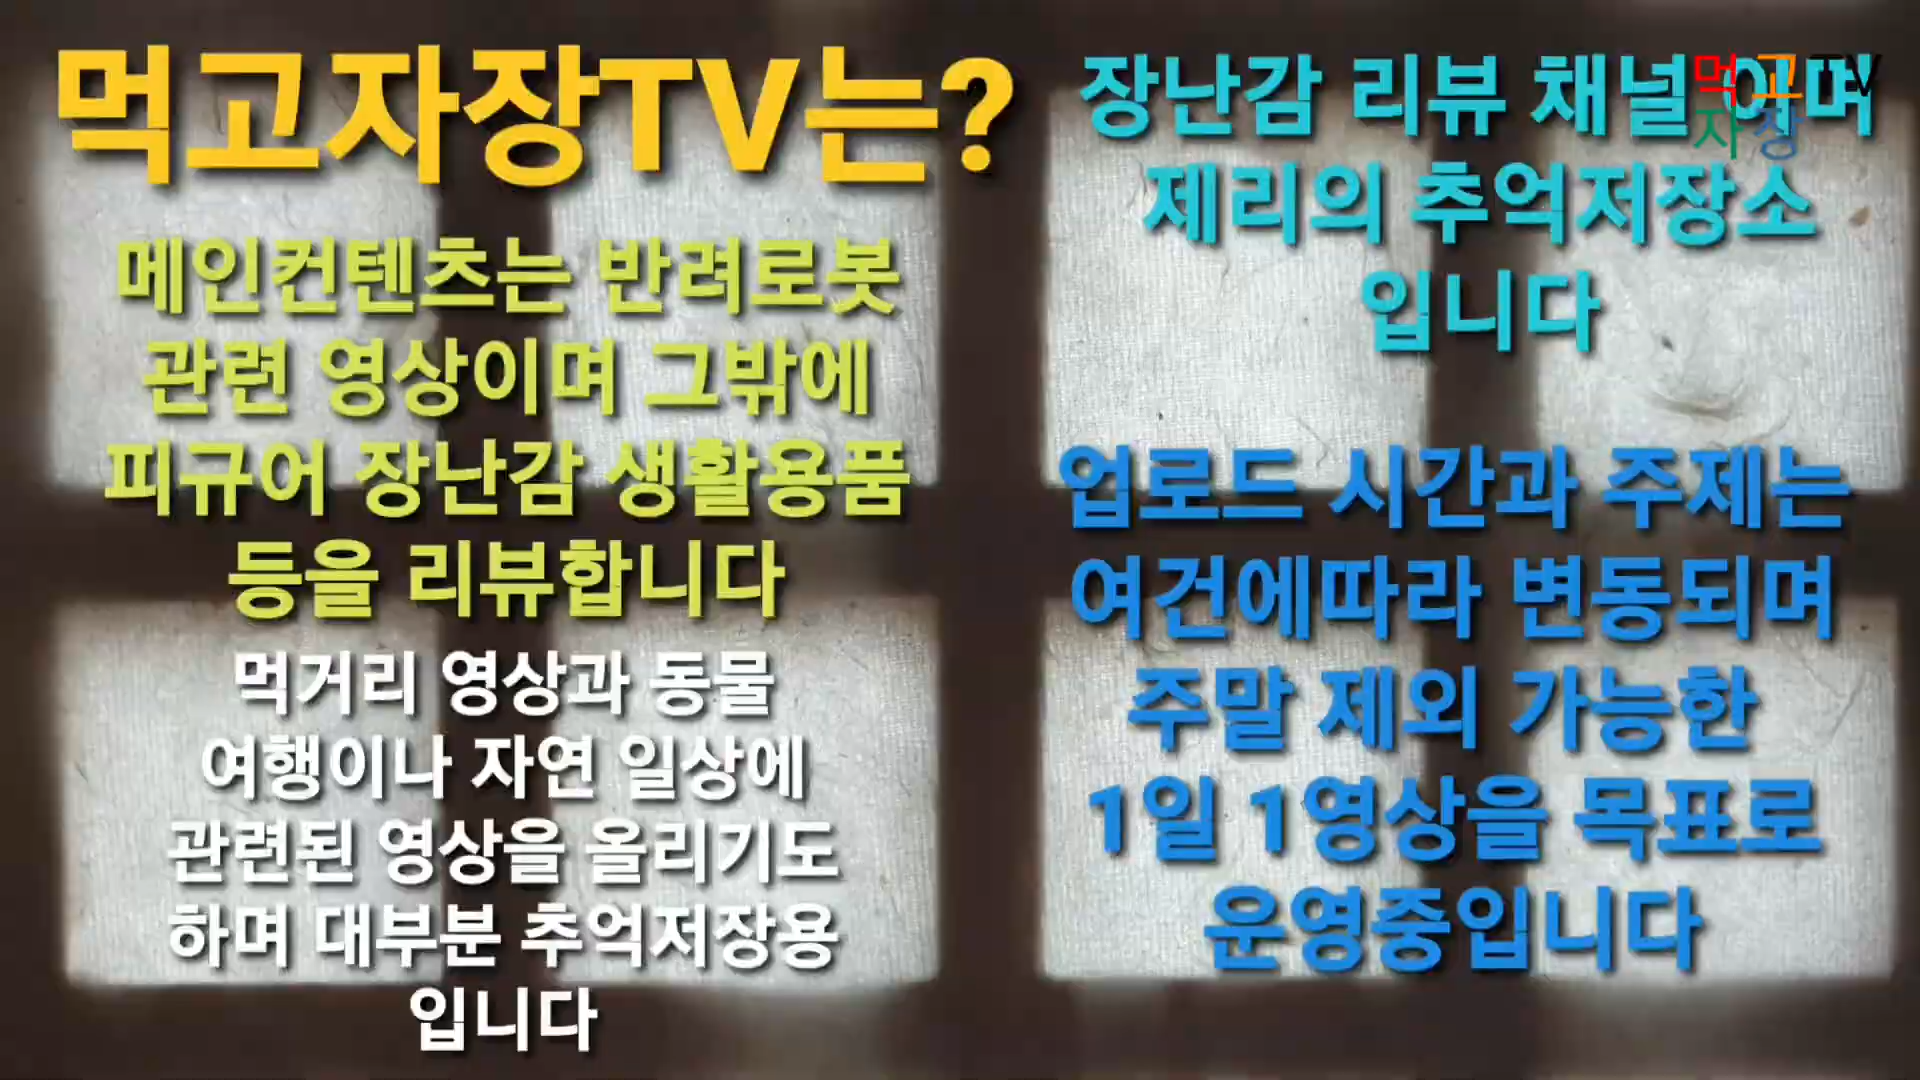 먹고자장TV는?
메인컨텐츠는 반려로봇
관련 영상이며 그밖에
피규어 장난감 생활용품
등을 리뷰합니다
먹거리 영상과 동물
여행이나 자연 일상에
관련된 영상을 올리기도
하며 대부분 추억저장용
입니다
장난감 리뷰 채널 이며
제리의 추억저장소
입니다
업로드 시간과 주제는
여건에따라 변동되며
주말 제외 가능한
1일 1영상을 목표로
운영중입니다
먹고TV
자장